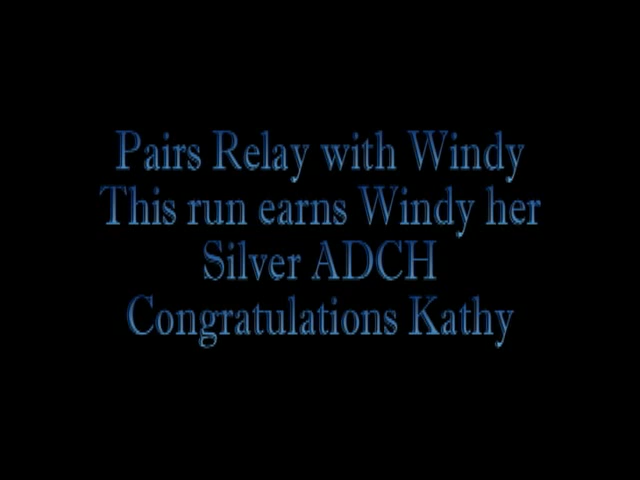 Pairs Relay with Windy
This run earns Windy her
Silver ADCH
Congratulations Kathy